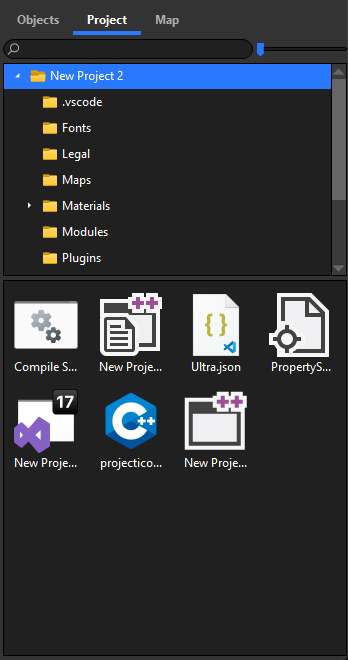 Objects Project Map
New Project 2
.vscode
Fonts
Legal
Maps
Materials
Modules
Plugins
++
{ }
Compile S... New Proje... Ultra.json PropertyS...
17
++
++
New Proje... projectico... New Proje...